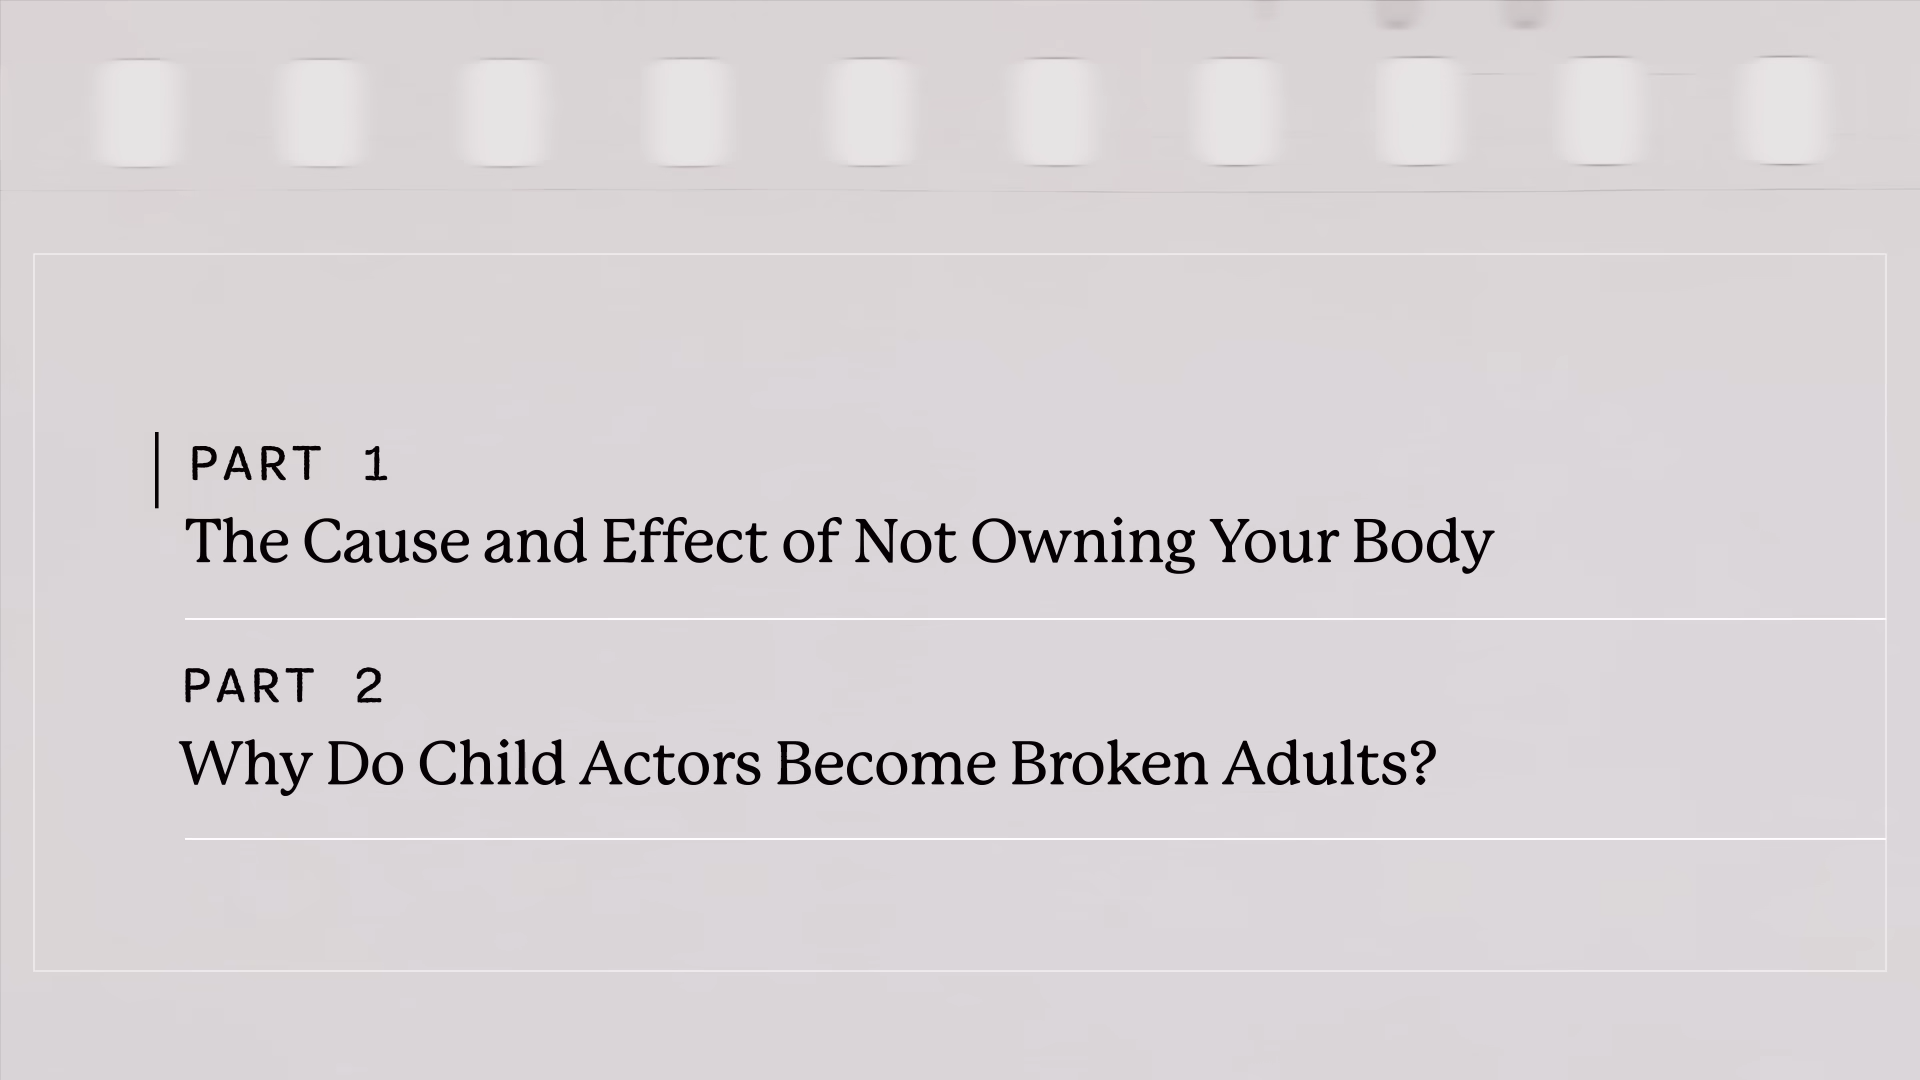 PART 1
The Cause and Effect of Not Owning Your Body
PART 2
Why Do Child Actors Become Broken Adults?